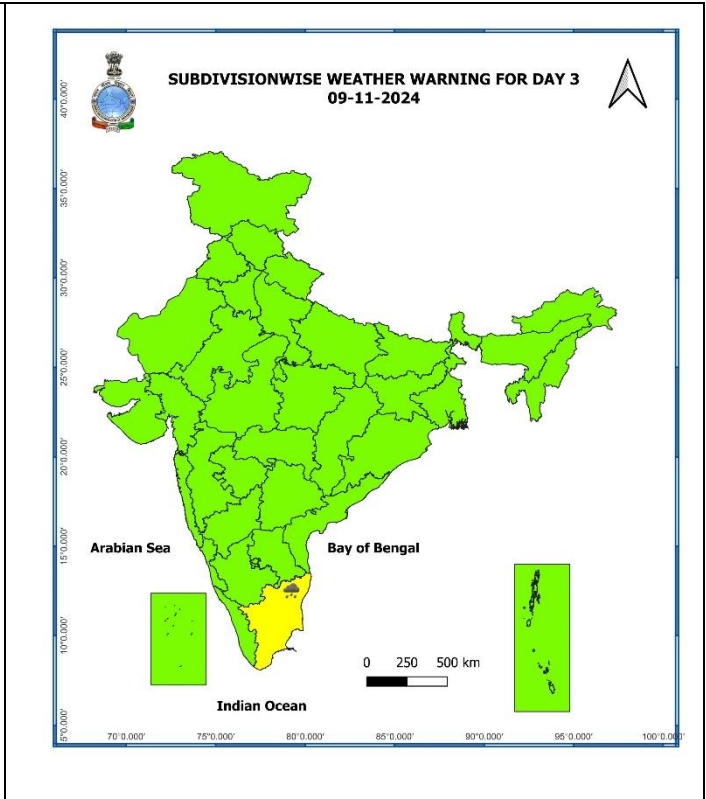 SUBDIVISIONWISE WEATHER WARNING FOR DAY 3
09-11-2024
40°0.000'
35°0.000'
30°0.000'
25°0.000'
20°0.000'
15°0.000'
10°0.000'
5°0.000'
Arabian Sea
Bay of Bengal
0 250 500 km
Indian Ocean
70°0.000' 75°0.000' 80°0.000' 85°0.000' 90°0.000' 95°0.000' 100°0.000'